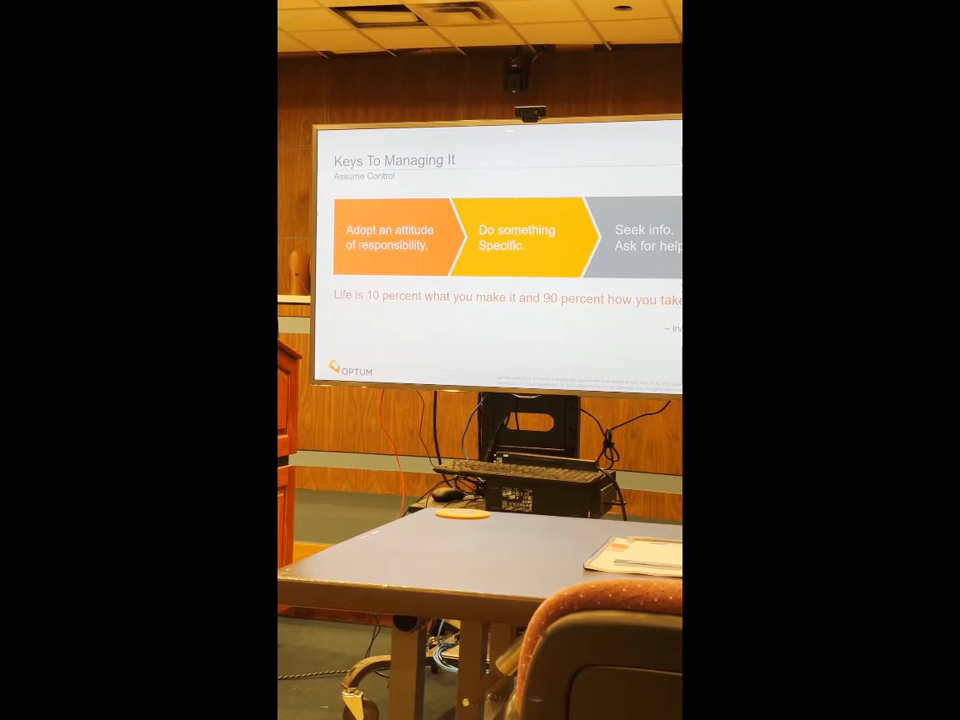 Keys To Managing It
Assume Control
Adopt an attitude
of responsibility.
Do something
Specific.
Seek info.
Ask for help
Life is 10 percent what you make it and 90 percent how you take
– Irv
OPTUM